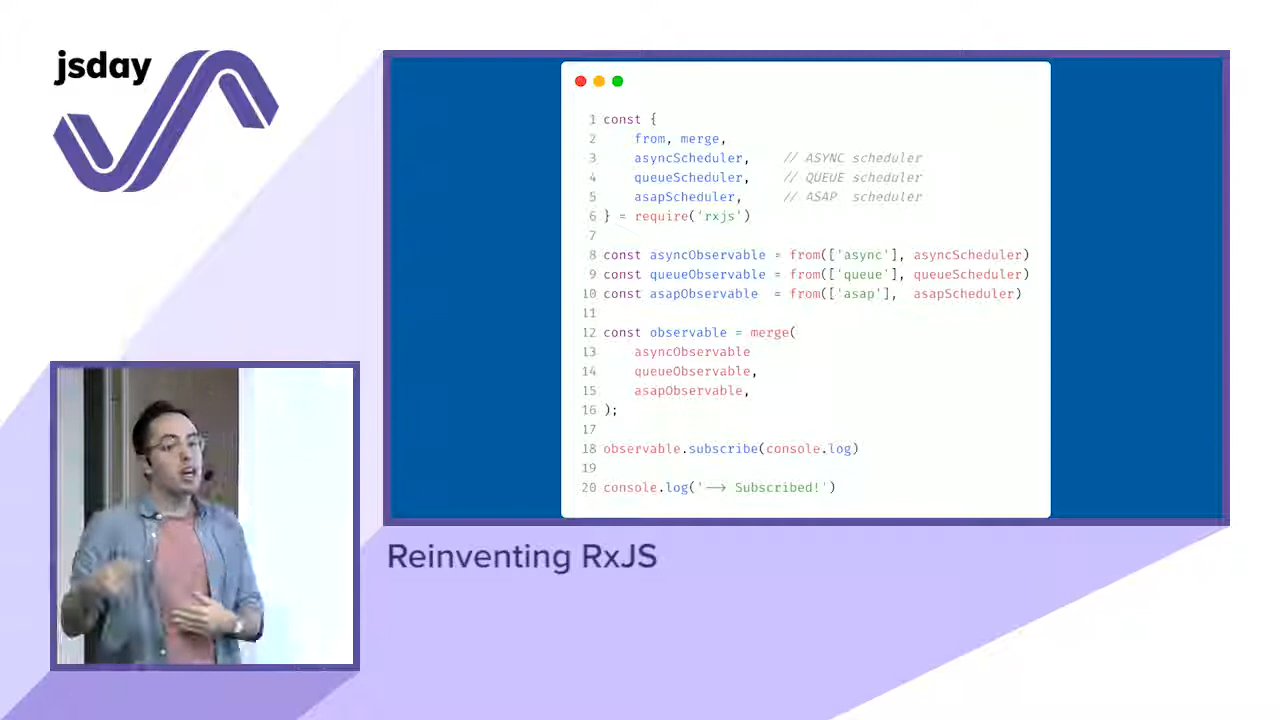 jsday
1 const {
2     from, merge,
3     asyncScheduler,    // ASYNC scheduler
4     queueScheduler,    // QUEUE scheduler
5     asapScheduler,     // ASAP  scheduler
6 } = require('rxjs')
7
8 const asyncObservable = from(['async'], asyncScheduler)
9 const queueObservable = from(['queue'], queueScheduler)
10 const asapObservable  = from(['asap'],  asapScheduler)
11
12 const observable = merge(
13     asyncObservable
14     queueObservable,
15     asapObservable,
16 );
17
18 observable.subscribe(console.log)
19
20 console.log('--> Subscribed!')
Reinventing RxJS